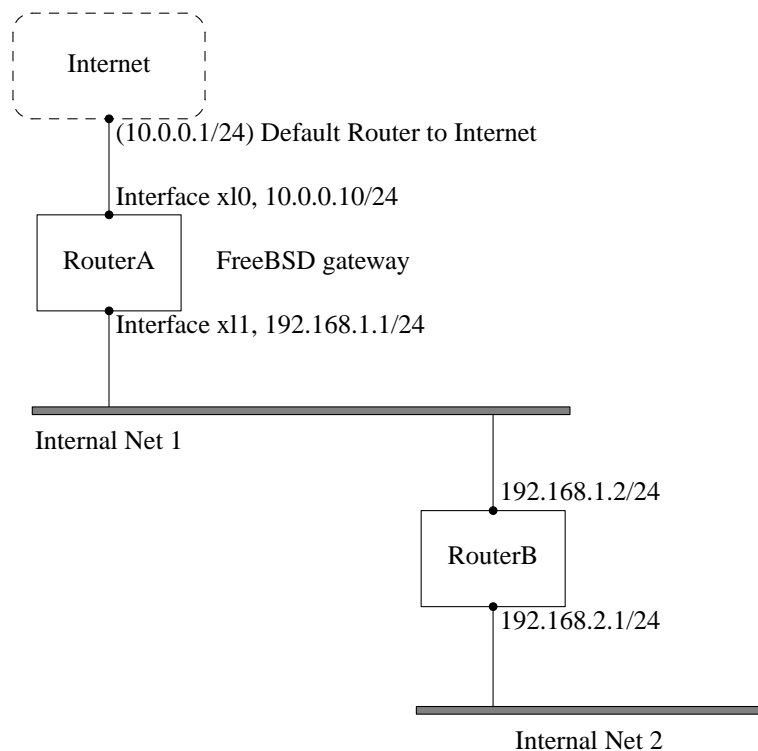 Internet
(10.0.0.1/24) Default Router to Internet
Interface xl0, 10.0.0.10/24
RouterA
FreeBSD gateway
Interface xl1, 192.168.1.1/24
Internal Net 1
192.168.1.2/24
RouterB
192.168.2.1/24
Internal Net 2